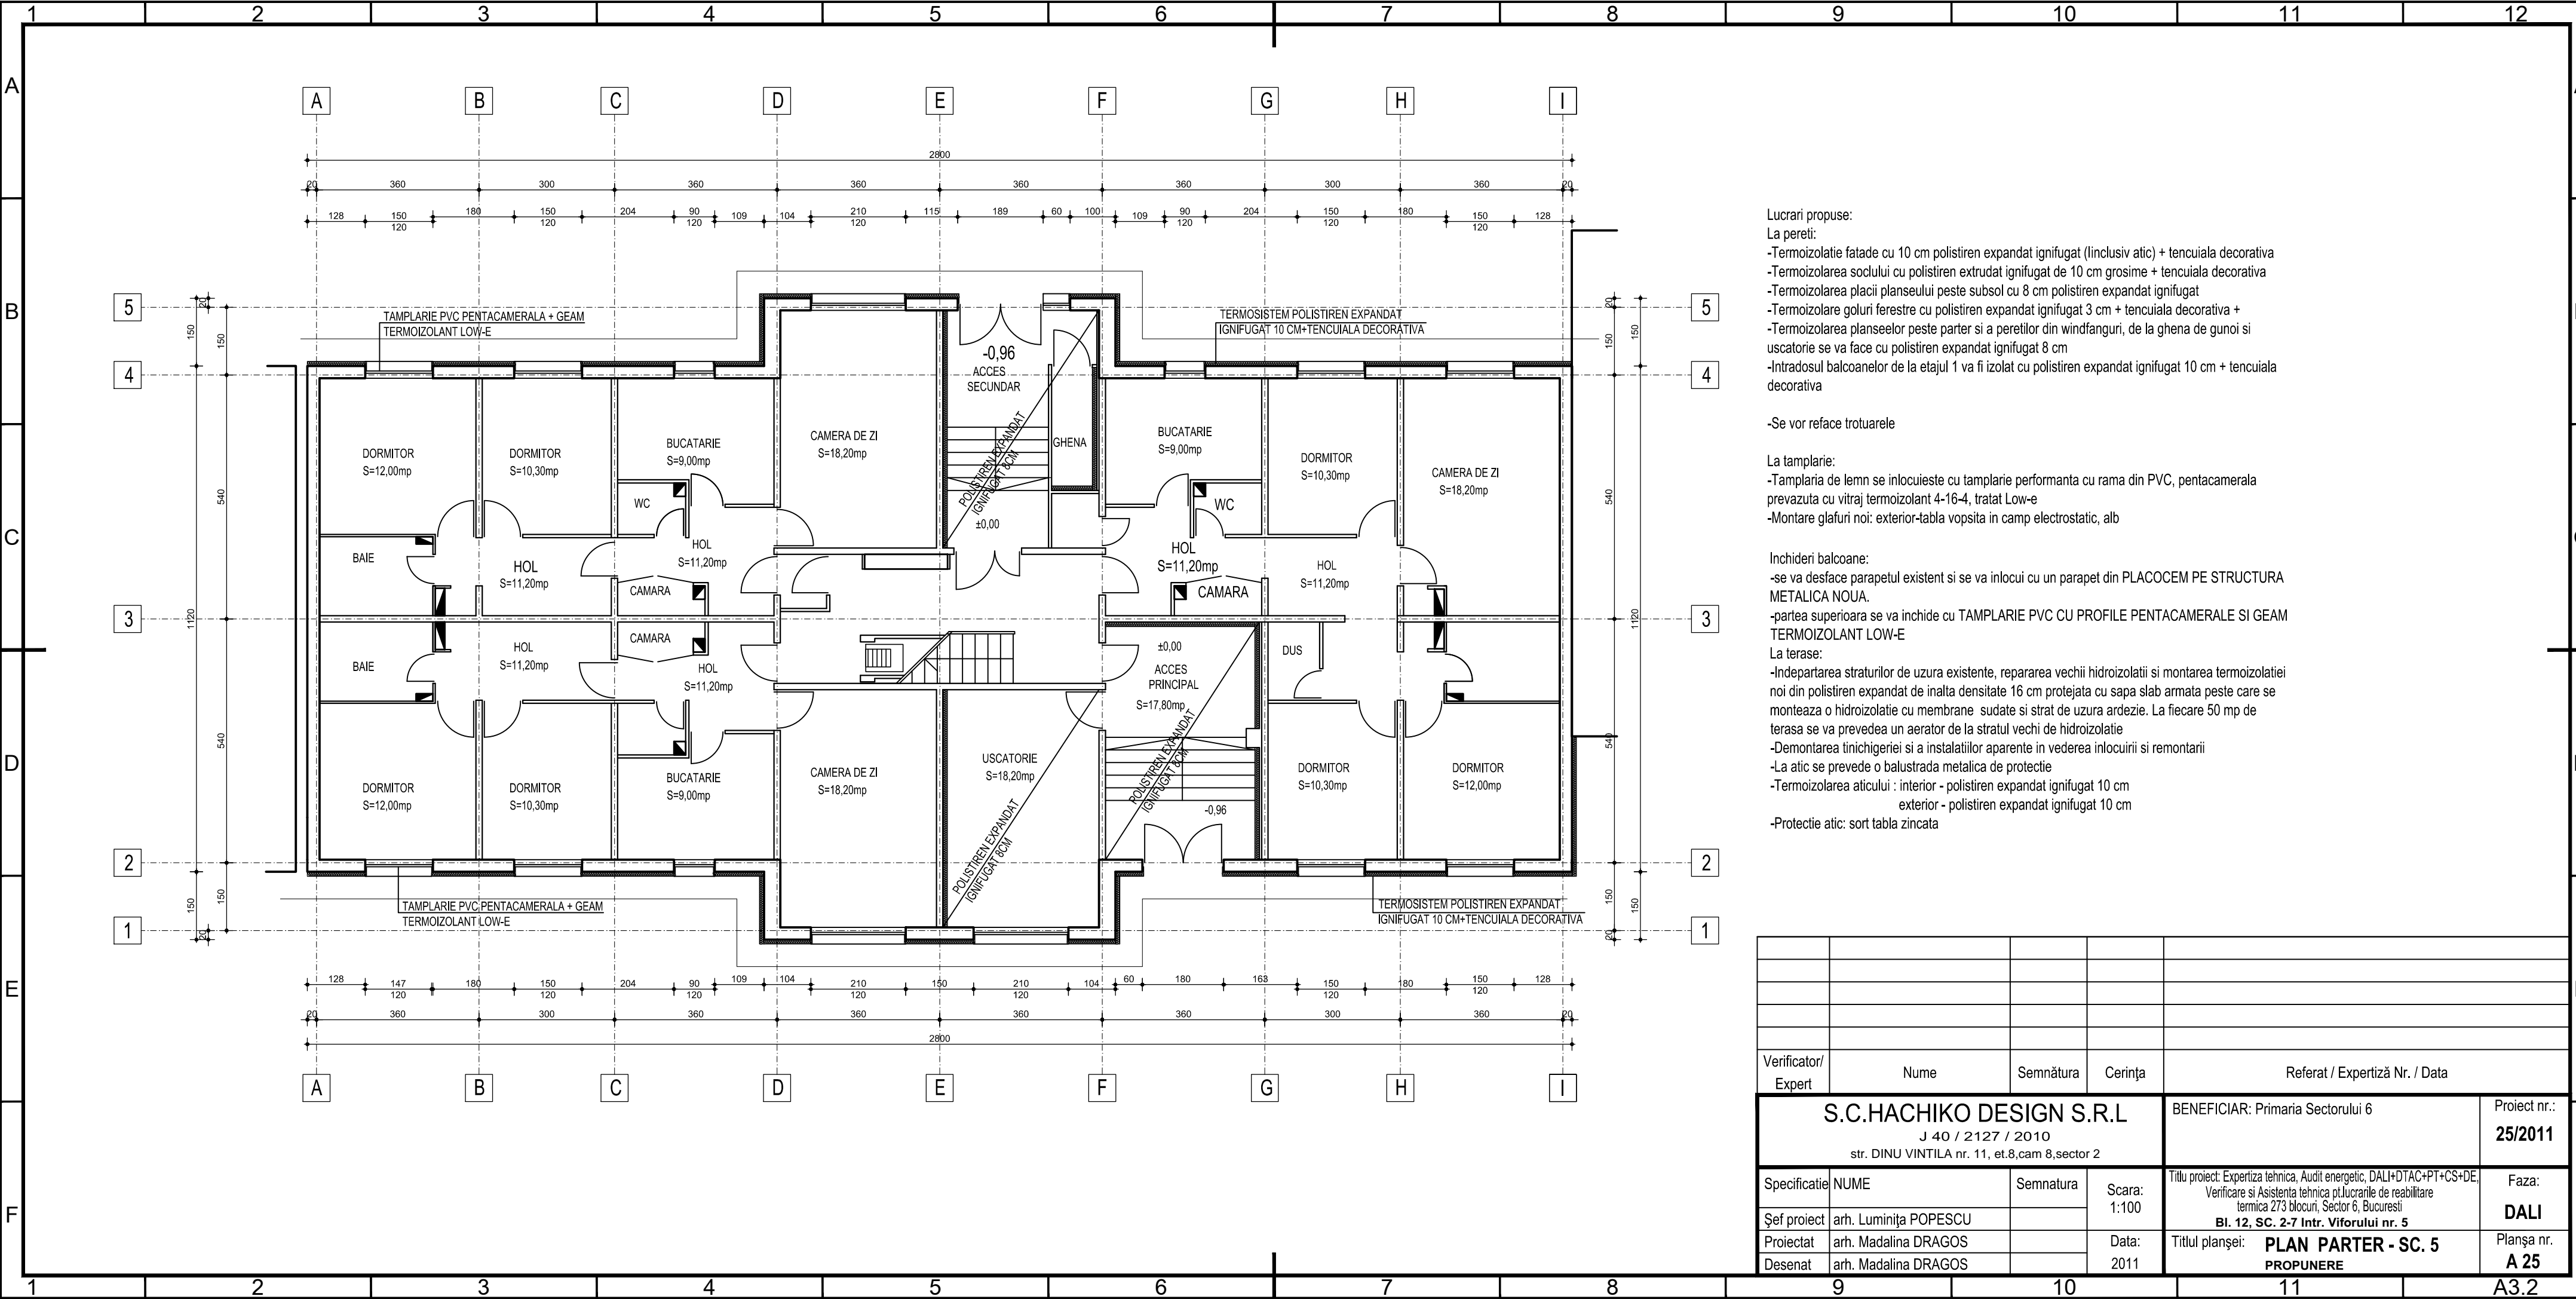 1 2 3 4 5 6 7 8 9 10 11 12
A
B
C
D
E
F
A B C D E F G H I
2800
20 360 300 360 360 360 360 300 360 20
128 150 180 150 204 90 109 104 210 115 189 60 100 109 90 204 150 180 150 128
120 120 120 120 120 120 120
5 5
4 4
3 3
2 2
1 1
20
150
150
540
1120
540
150
150
20
20
150
150
540
1120
540
150
150
20
TAMPLARIE PVC PENTACAMERALA + GEAM
TERMOIZOLANT LOW-E
TERMOSISTEM POLISTIREN EXPANDAT
IGNIFUGAT 10 CM+TENCUIALA DECORATIVA
-0,96
ACCES
SECUNDAR
POLISTIREN EXPANDAT
IGNIFUGAT 8CM
GHENA
±0,00
DORMITOR
S=12,00mp
DORMITOR
S=10,30mp
BUCATARIE
S=9,00mp
CAMERA DE ZI
S=18,20mp
BUCATARIE
S=9,00mp
DORMITOR
S=10,30mp
CAMERA DE ZI
S=18,20mp
WC
WC
BAIE
HOL
S=11,20mp
HOL
S=11,20mp
CAMARA
HOL
S=11,20mp
CAMARA
HOL
S=11,20mp
BAIE
HOL
S=11,20mp
CAMARA
HOL
S=11,20mp
±0,00
ACCES
PRINCIPAL
S=17,80mp
DUS
DORMITOR
S=12,00mp
DORMITOR
S=10,30mp
BUCATARIE
S=9,00mp
CAMERA DE ZI
S=18,20mp
USCATORIE
S=18,20mp
POLISTIREN EXPANDAT
IGNIFUGAT 8CM
POLISTIREN EXPANDAT
IGNIFUGAT 8CM
-0,96
DORMITOR
S=10,30mp
DORMITOR
S=12,00mp
TAMPLARIE PVC PENTACAMERALA + GEAM
TERMOIZOLANT LOW-E
TERMOSISTEM POLISTIREN EXPANDAT
IGNIFUGAT 10 CM+TENCUIALA DECORATIVA
128 147 180 150 204 90 109 104 210 150 210 104 60 180 163 150 180 150 128
120 120 120 120 120 120 120
20 360 300 360 360 360 360 300 360 20
2800
A B C D E F G H I
Lucrari propuse:
La pereti:
-Termoizolatie fatade cu 10 cm polistiren expandat ignifugat (Iinclusiv atic) + tencuiala decorativa
-Termoizolarea soclului cu polistiren extrudat ignifugat de 10 cm grosime + tencuiala decorativa
-Termoizolarea placii planseului peste subsol cu 8 cm polistiren expandat ignifugat
-Termoizolare goluri ferestre cu polistiren expandat ignifugat 3 cm + tencuiala decorativa +
-Termoizolarea planseelor peste parter si a peretilor din windfanguri, de la ghena de gunoi si
uscatorie se va face cu polistiren expandat ignifugat 8 cm
-Intradosul balcoanelor de la etajul 1 va fi izolat cu polistiren expandat ignifugat 10 cm + tencuiala
decorativa
-Se vor reface trotuarele
La tamplarie:
-Tamplaria de lemn se inlocuieste cu tamplarie performanta cu rama din PVC, pentacamerala
prevazuta cu vitraj termoizolant 4-16-4, tratat Low-e
-Montare glafuri noi: exterior-tabla vopsita in camp electrostatic, alb
Inchideri balcoane:
-se va desface parapetul existent si se va inlocui cu un parapet din PLACOCEM PE STRUCTURA
METALICA NOUA.
-partea superioara se va inchide cu TAMPLARIE PVC CU PROFILE PENTACAMERALE SI GEAM
TERMOIZOLANT LOW-E
La terase:
-Indepartarea straturilor de uzura existente, repararea vechii hidroizolatii si montarea termoizolatiei
noi din polistiren expandat de inalta densitate 16 cm protejata cu sapa slab armata peste care se
monteaza o hidroizolatie cu membrane sudate si strat de uzura ardezie. La fiecare 50 mp de
terasa se va prevedea un aerator de la stratul vechi de hidroizolatie
-Demontarea tinichigeriei si a instalatiilor aparente in vederea inlocuirii si remontarii
-La atic se prevede o balustrada metalica de protectie
-Termoizolarea aticului : interior - polistiren expandat ignifugat 10 cm
exterior - polistiren expandat ignifugat 10 cm
-Protectie atic: sort tabla zincata
Verificator/
Expert
Nume
Semnătura
Cerinţa
Referat / Expertiză Nr. / Data
S.C.HACHIKO DESIGN S.R.L
J 40 / 2127 / 2010
str. DINU VINTILA nr. 11, et.8,cam 8,sector 2
BENEFICIAR: Primaria Sectorului 6
Proiect nr.:
25/2011
Specificatie NUME Semnatura
Şef proiect arh. Luminiţa POPESCU
Proiectat arh. Madalina DRAGOS
Desenat arh. Madalina DRAGOS
Scara:
1:100
Data:
2011
Titlu proiect: Expertiza tehnica, Audit energetic, DALI+DTAC+PT+CS+DE,
Verificare si Asistenta tehnica pt.lucrarile de reabilitare
termica 273 blocuri, Sector 6, Bucuresti
Bl. 12, SC. 2-7 Intr. Viforului nr. 5
Faza:
DALI
Titlul planşei: PLAN PARTER - SC. 5
PROPUNERE
Planşa nr.
A 25
1 2 3 4 5 6 7 8 9 10 11 A3.2